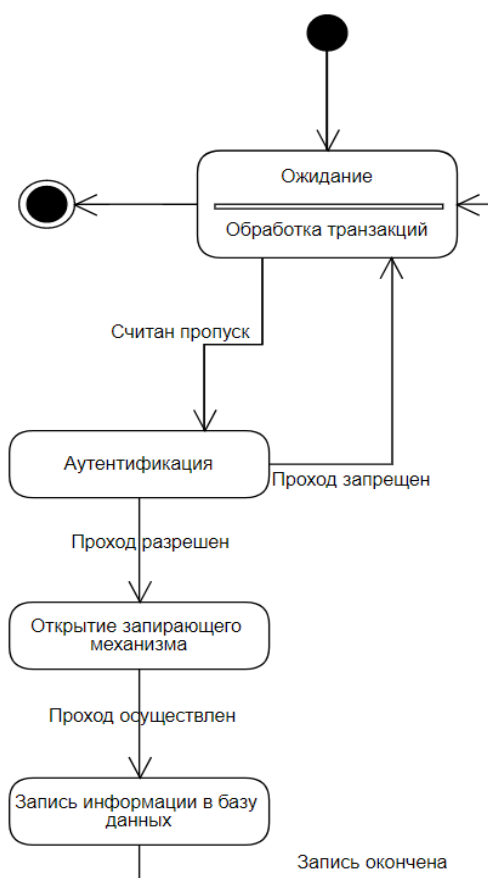 Ожидание
Обработка транзакций
Считан пропуск
Аутентификация
Проход запрещен
Проход разрешен
Открытие запирающего
механизма
Проход осуществлен
Запись информации в базу
данных
Запись окончена